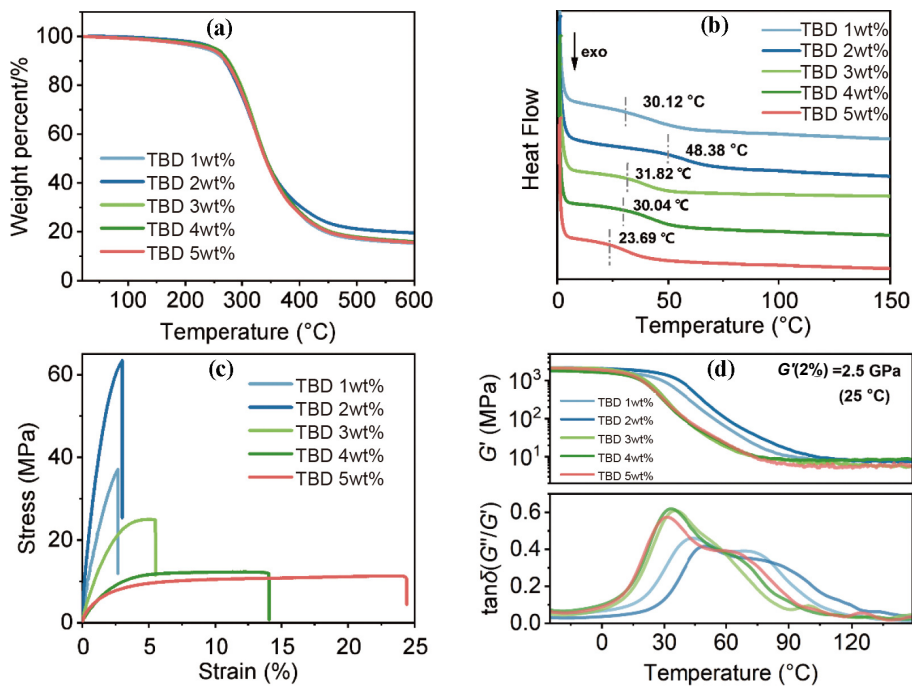 (a)
Weight percent/%
100
80
60
40
20
0
TBD 1wt%
TBD 2wt%
TBD 3wt%
TBD 4wt%
TBD 5wt%
100 200 300 400 500 600
Temperature (°C)
(b)
exo
Heat Flow
TBD 1wt%
TBD 2wt%
TBD 3wt%
TBD 4wt%
TBD 5wt%
30.12 °C
48.38 °C
31.82 °C
30.04 °C
23.69 °C
0 50 100 150
Temperature (°C)
(c)
Stress (MPa)
60
40
20
0
TBD 1wt%
TBD 2wt%
TBD 3wt%
TBD 4wt%
TBD 5wt%
0 5 10 15 20 25
Strain (%)
(d)
G'(2%) =2.5 GPa
(25 °C)
G' (MPa)
10³
10²
10¹
TBD 1wt%
TBD 2wt%
TBD 3wt%
TBD 4wt%
TBD 5wt%
tanδ(G"/G')
0.6
0.4
0.2
0.0
0 30 60 90 120
Temperature (°C)